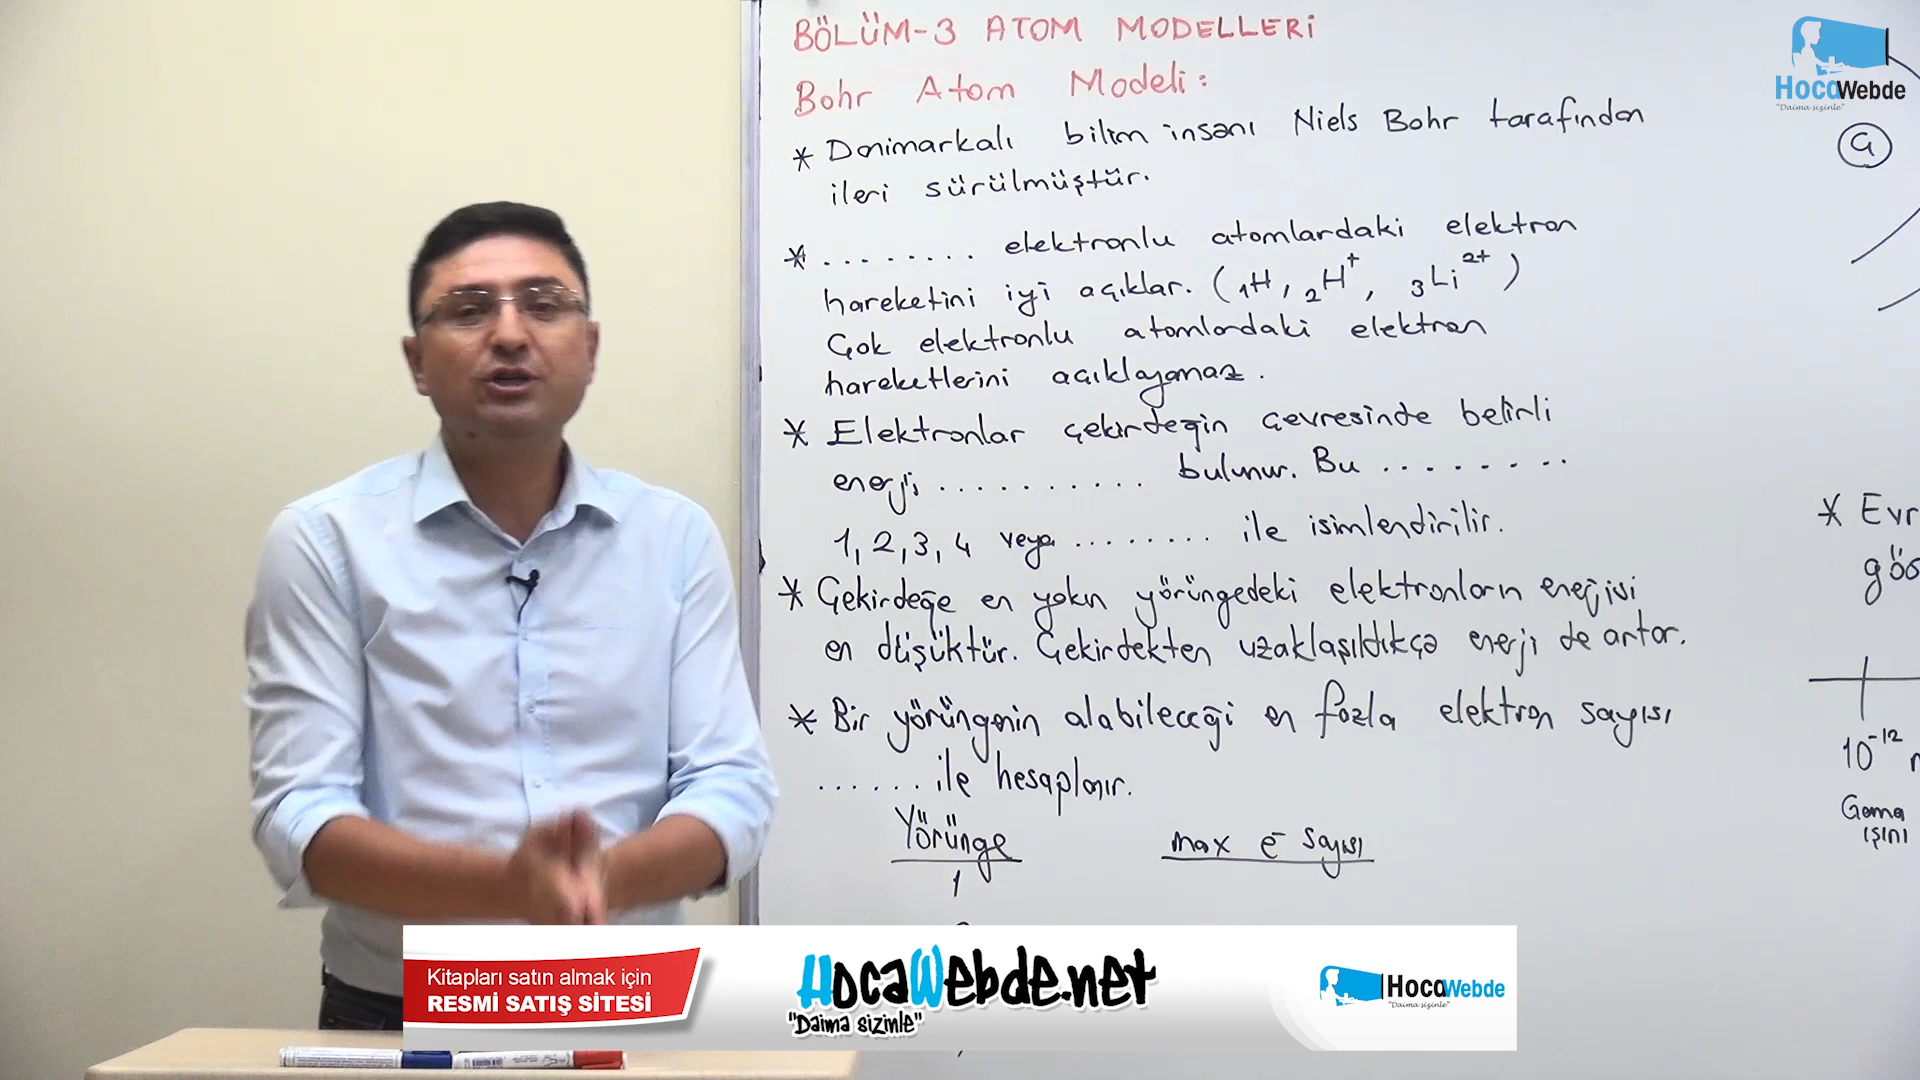 BÖLÜM-3 ATOM MODELLERİ
Bohr Atom Modeli:
* Danimarkalı bilim insanı Niels Bohr tarafından
ileri sürülmüştür.
* ........ elektronlu atomlardaki elektron
hareketini iyi açıklar. (₁H, ₂H⁺, ₃Li²⁺)
Çok elektronlu atomlardaki elektron
hareketlerini açıklayamaz.
* Elektronlar çekirdeğin çevresinde belirli
enerji .......... bulunur. Bu ........
1, 2, 3, 4 veya ........ ile isimlendirilir.
* Çekirdeğe en yakın yörüngedeki elektronların enerjisi
en düşüktür. Çekirdekten uzaklaşıldıkça enerji de artar.
* Bir yörüngenin alabileceği en fazla elektron sayısı
...... ile hesaplanır.
Yörünge max e⁻ sayısı
1
* Evr
gös
10⁻¹²
Gama
ışını
HocaWebde
"Daima sizinle"
Kitapları satın almak için
RESMİ SATIŞ SİTESİ
HocaWebde.net
"Daima sizinle"
HocaWebde
"Daima sizinle"